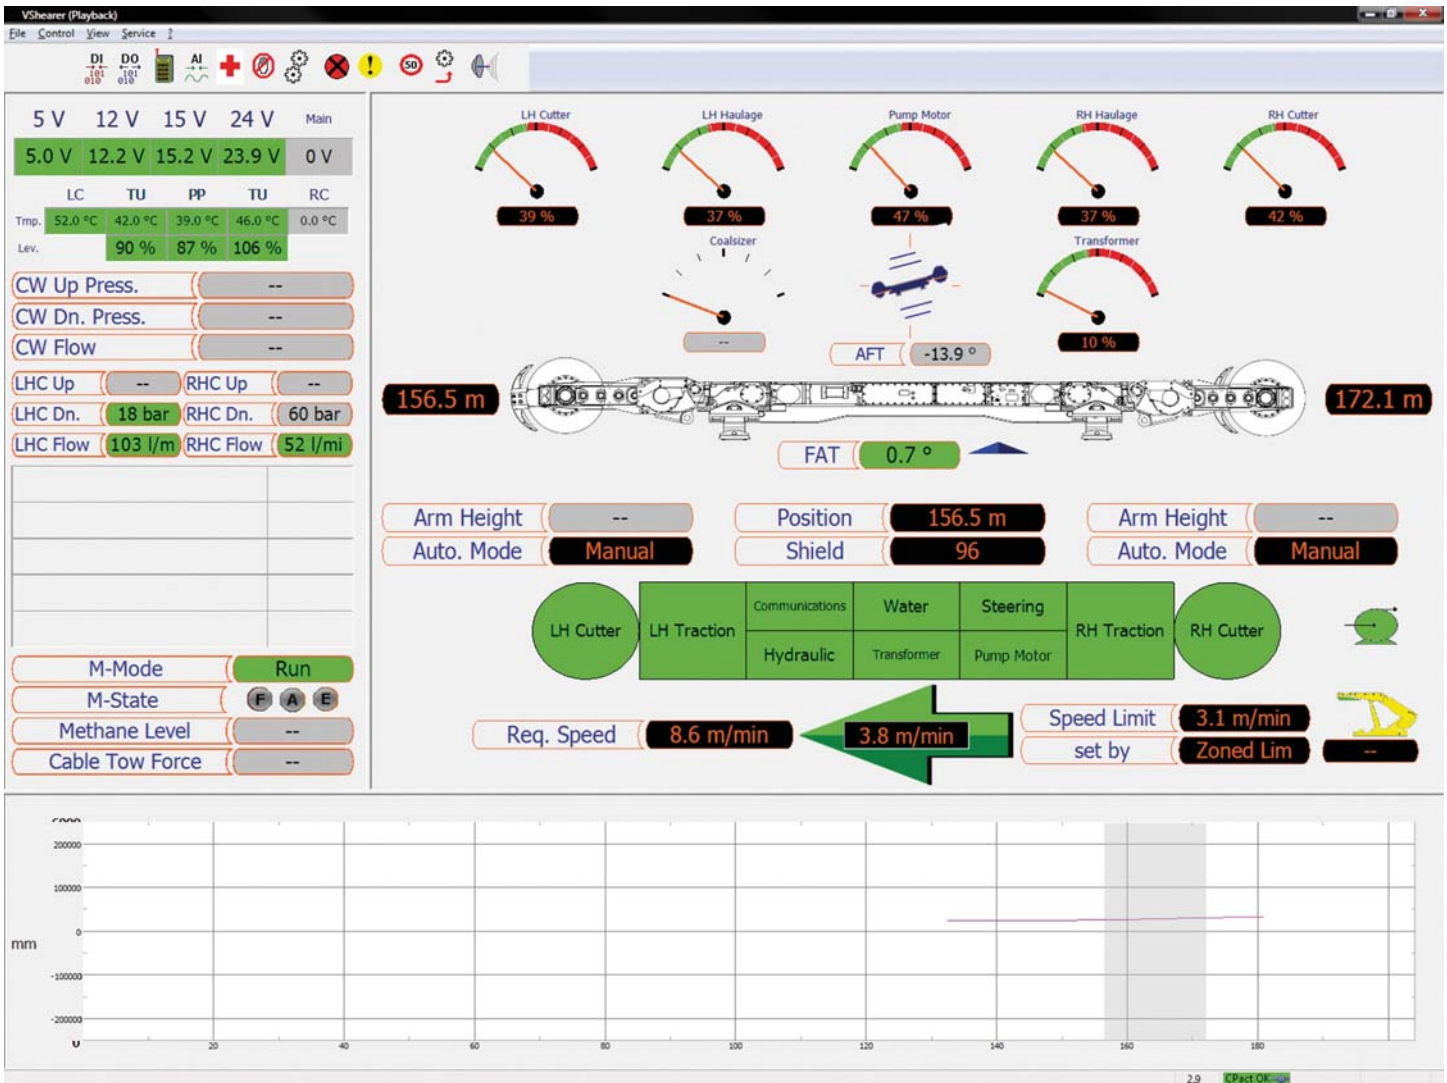 VShearer (Playback)
File Control View Service ?
DI DO AI
101 101
010 010
50
5 V 12 V 15 V 24 V Main
5.0 V 12.2 V 15.2 V 23.9 V 0 V
LC TU PP TU RC
Tmp. 52.0 °C 42.0 °C 39.0 °C 46.0 °C 0.0 °C
Lev. 90 % 87 % 106 %
CW Up Press. --
CW Dn. Press. --
CW Flow --
LHC Up -- RHC Up --
LHC Dn. 18 bar RHC Dn. 60 bar
LHC Flow 103 l/m RHC Flow 52 l/mi
M-Mode Run
M-State F A E
Methane Level --
Cable Tow Force --
LH Cutter LH Haulage Pump Motor RH Haulage RH Cutter
39 % 37 % 47 % 37 % 42 %
Coalsizer Transformer
-- 10 %
AFT -13.9 °
156.5 m 172.1 m
FAT 0.7 °
Arm Height -- Position 156.5 m Arm Height --
Auto. Mode Manual Shield 96 Auto. Mode Manual
LH Cutter LH Traction Communications Water Steering RH Traction RH Cutter
Hydraulic Transformer Pump Motor
Req. Speed 8.6 m/min 3.8 m/min Speed Limit 3.1 m/min
set by Zoned Lim --
200000
100000
0
mm
-100000
-200000
0 20 40 60 80 100 120 140 160 180
2.9 CPact OK